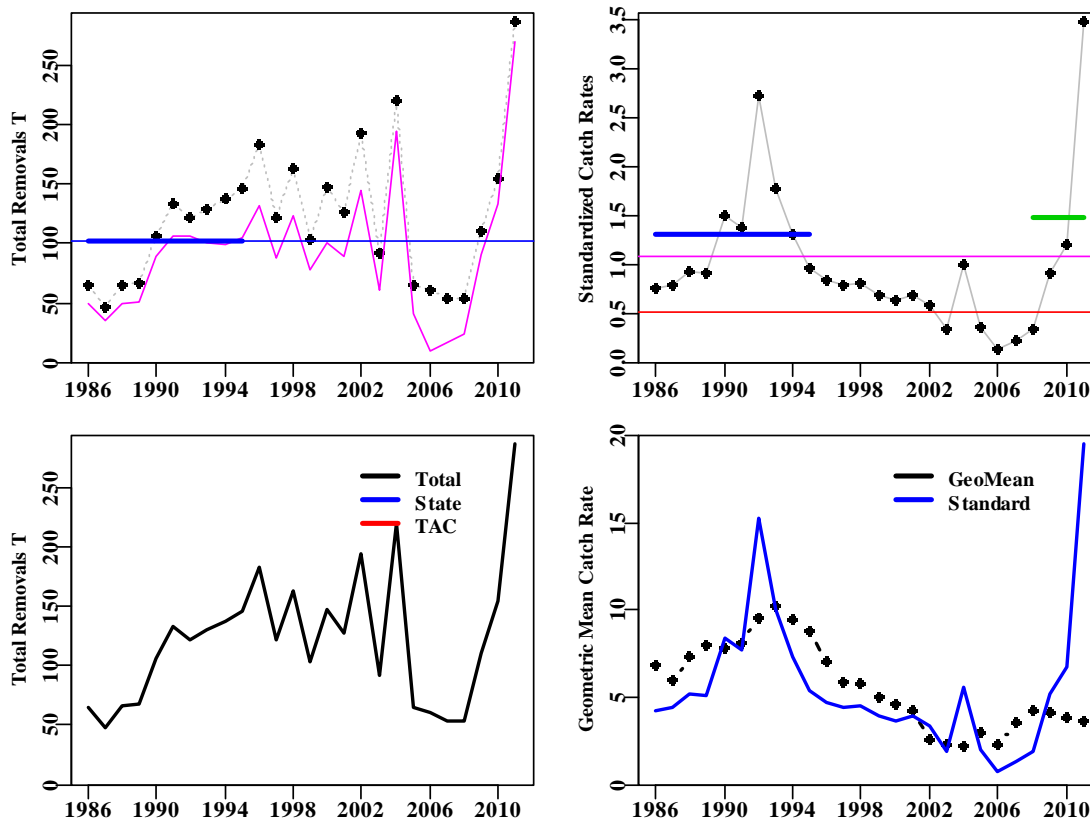 Total Removals T
0 50 100 150 200 250
1986 1990 1994 1998 2002 2006 2010
Standardized Catch Rates
0.0 0.5 1.0 1.5 2.0 2.5 3.0 3.5
1986 1990 1994 1998 2002 2006 2010
Total Removals T
0 50 100 150 200 250
Total
State
TAC
1986 1990 1994 1998 2002 2006 2010
Geometric Mean Catch Rate
0 5 10 15 20
GeoMean
Standard
1986 1990 1994 1998 2002 2006 2010